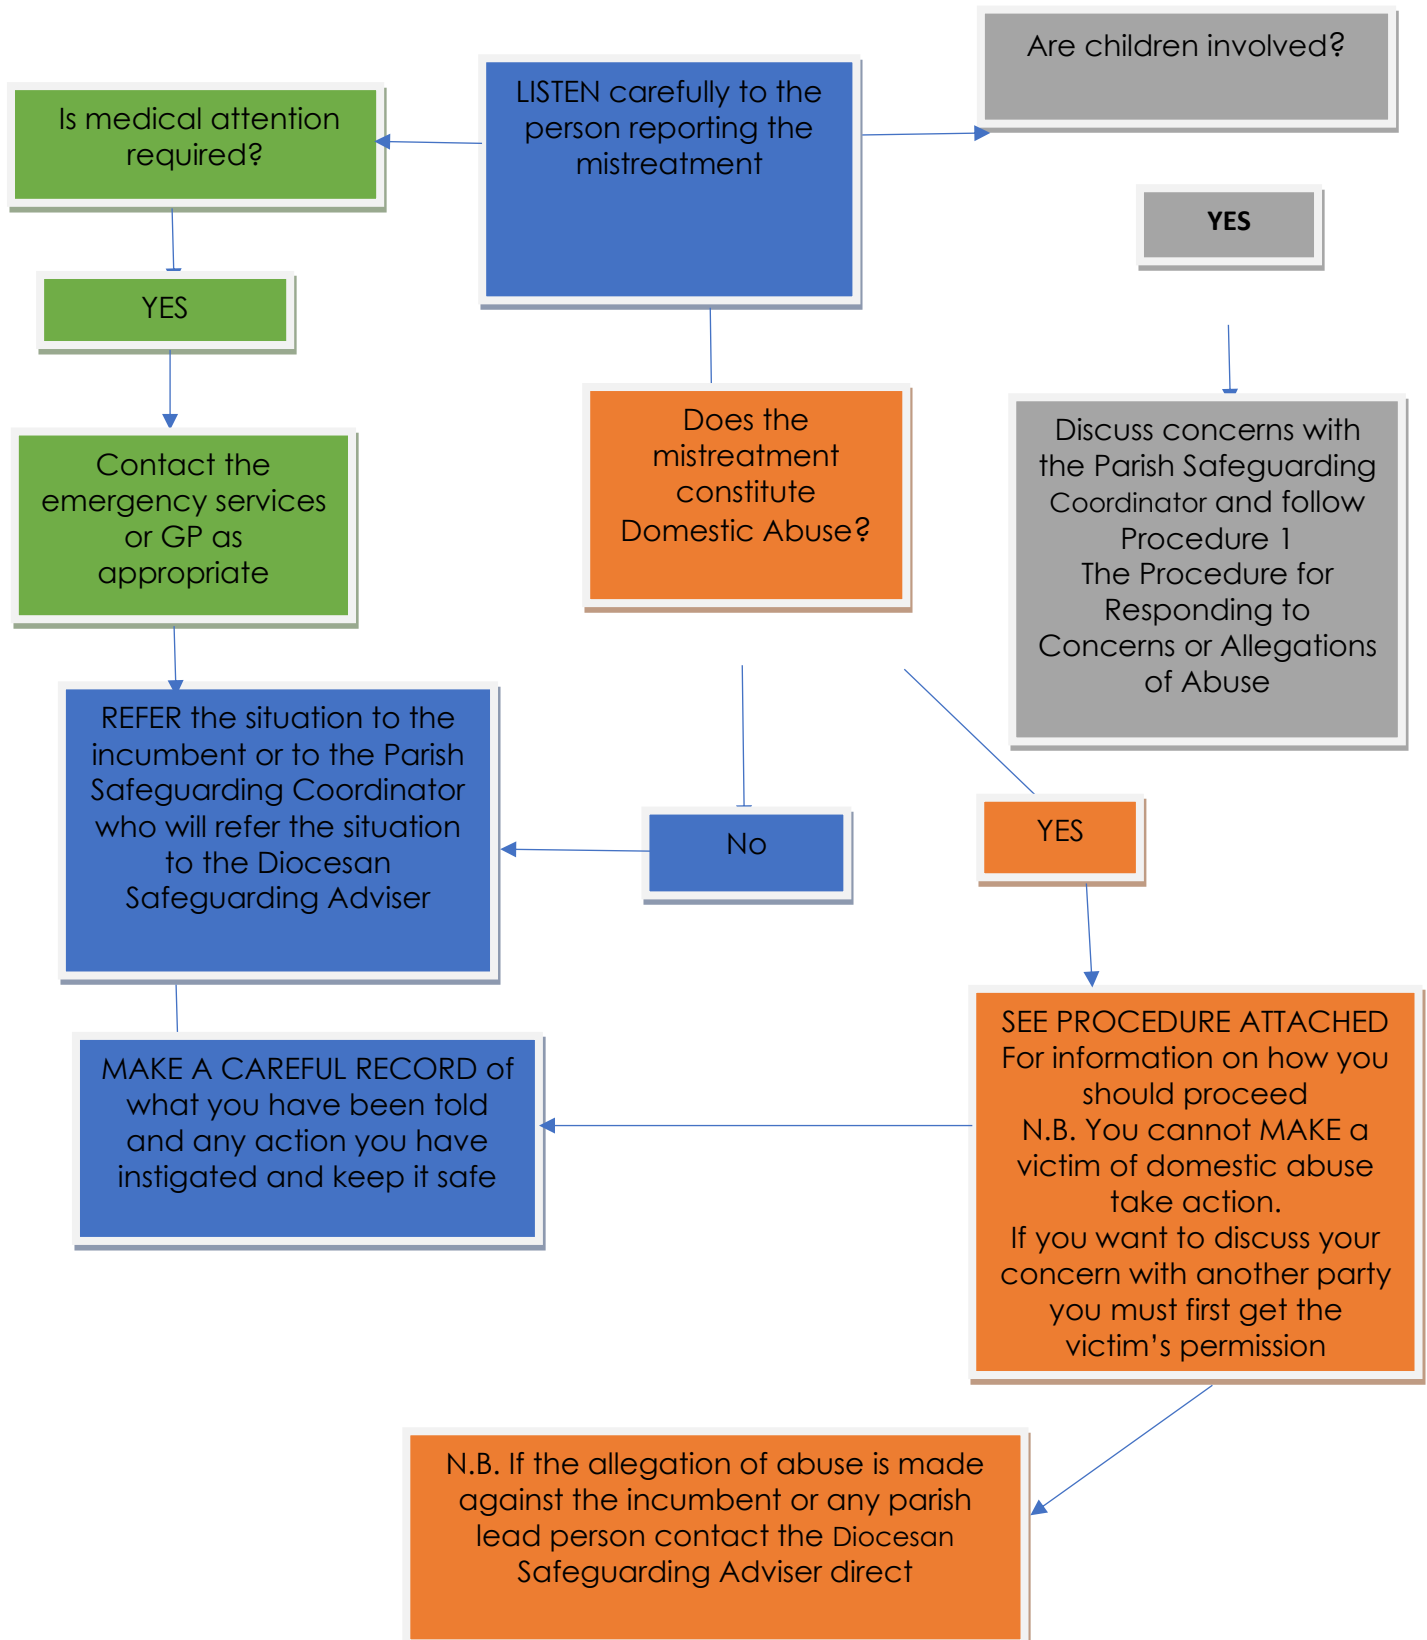 Are children involved?
LISTEN carefully to the
person reporting the
mistreatment
Is medical attention
required?
YES
YES
Does the
mistreatment
constitute
Domestic Abuse?
Discuss concerns with
the Parish Safeguarding
Coordinator and follow
Procedure 1
The Procedure for
Responding to
Concerns or Allegations
of Abuse
Contact the
emergency services
or GP as
appropriate
REFER the situation to the
incumbent or to the Parish
Safeguarding Coordinator
who will refer the situation
to the Diocesan
Safeguarding Adviser
No
YES
SEE PROCEDURE ATTACHED
For information on how you
should proceed
N.B. You cannot MAKE a
victim of domestic abuse
take action.
If you want to discuss your
concern with another party
you must first get the
victim’s permission
MAKE A CAREFUL RECORD of
what you have been told
and any action you have
instigated and keep it safe
N.B. If the allegation of abuse is made
against the incumbent or any parish
lead person contact the Diocesan
Safeguarding Adviser direct